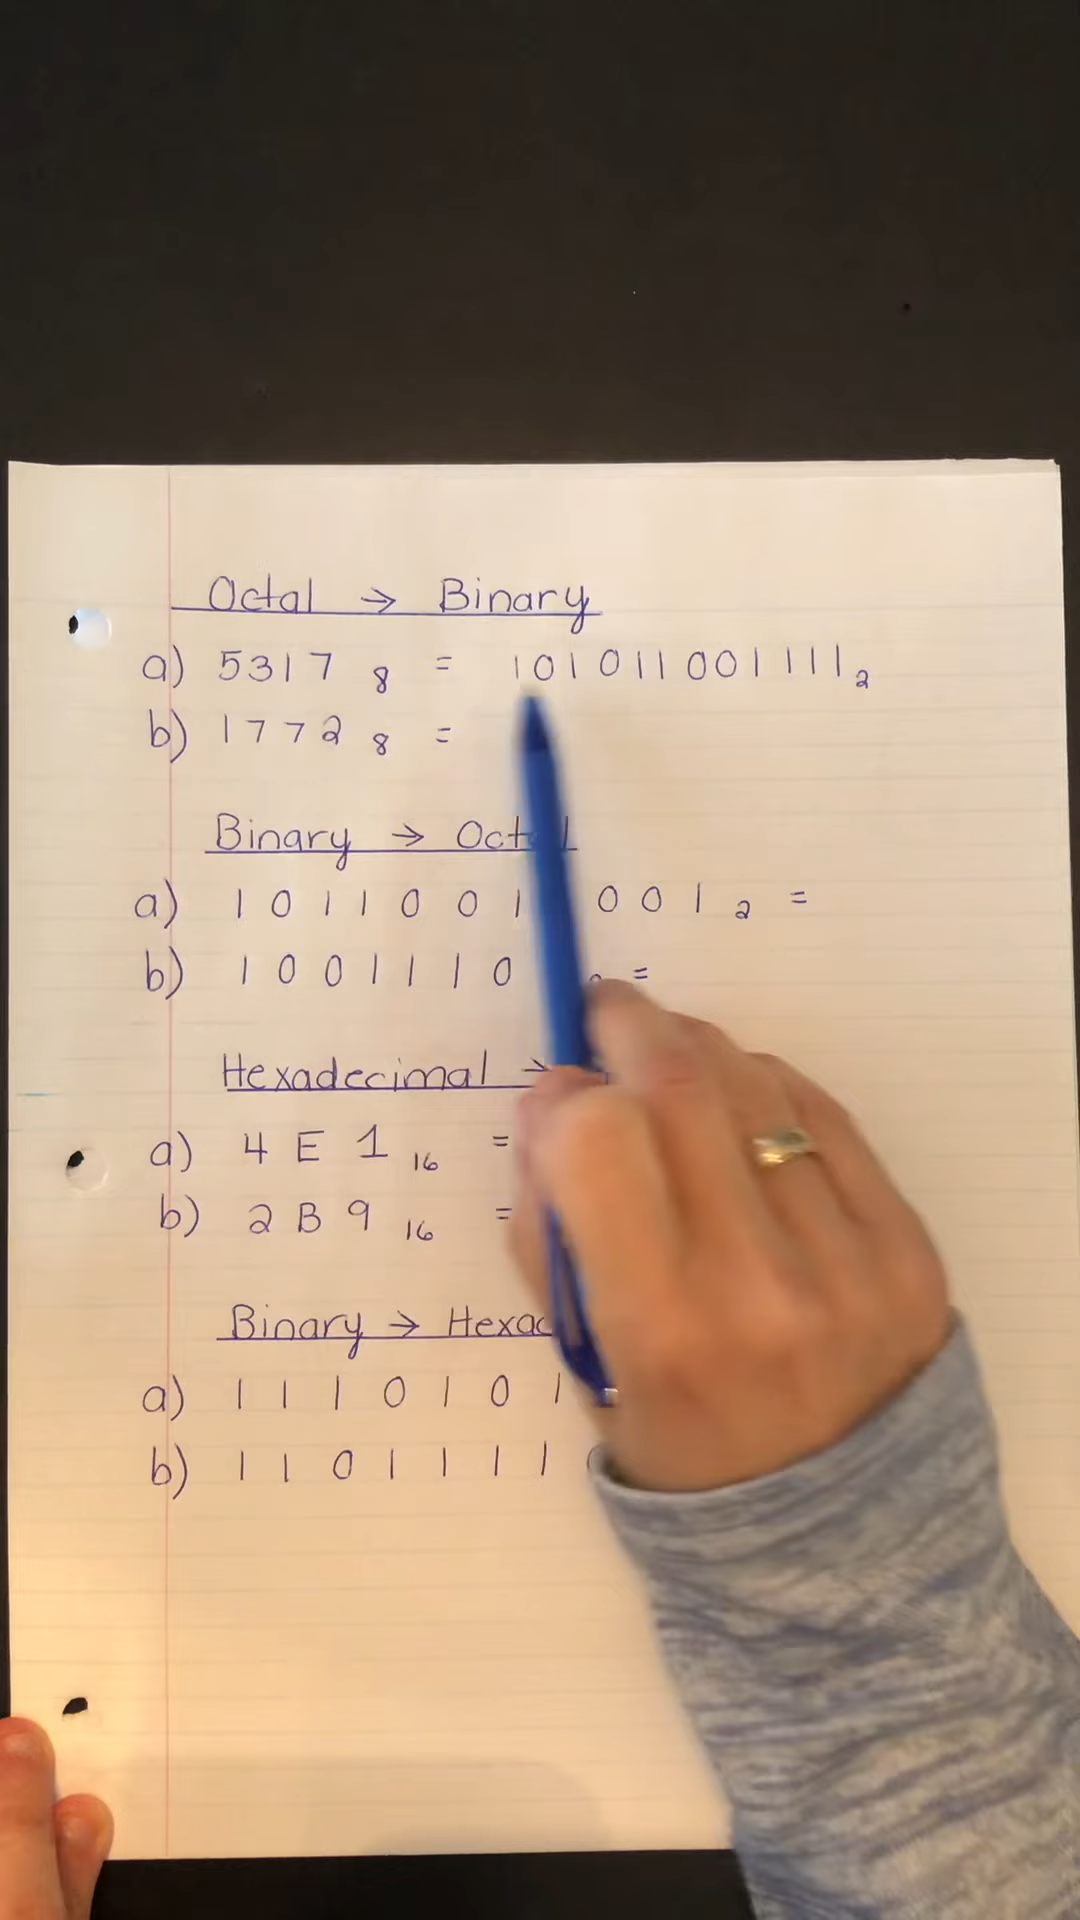 Octal → Binary
a) 5317 8 = 101011001111 2
b) 1772 8 =
Binary →
a) 1 0 1 1 0 0 1 0 0 1 2 =
b) 1 0 0 1 1 1 0 =
Hexadecimal →
a) 4 E 1 16 =
b) 2 B 9 16 =
Binary →
a) 1 1 1 0 1 0 1
b) 1 1 0 1 1 1 1